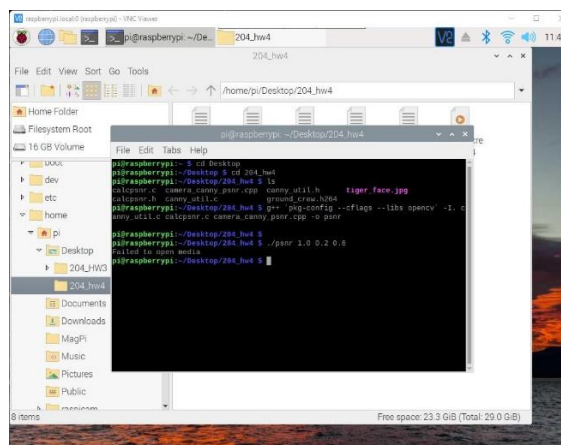 raspberrypi.local:0 (raspberrypi) - VNC Viewer
pi@raspberrypi: ~/De...
204_hw4
11:4
204_hw4
File Edit View Sort Go Tools
/home/pi/Desktop/204_hw4
Home Folder
Filesystem Root
16 GB Volume
boot
dev
etc
home
pi
Desktop
204_HW3
204_hw4
Documents
Downloads
MagPi
Music
Pictures
Public
pi@raspberrypi: ~/Desktop/204_hw4
File Edit Tabs Help
pi@raspberrypi:~ $ cd Desktop
pi@raspberrypi:~/Desktop $ cd 204_hw4
pi@raspberrypi:~/Desktop/204_hw4 $ ls
calcpsnr.c camera_canny_psnr.cpp canny_util.h tiger_face.jpg
calcpsnr.h canny_util.c ground_crew.h264
pi@raspberrypi:~/Desktop/204_hw4 $ g++ `pkg-config --cflags --libs opencv` -I. c
anny_util.c calcpsnr.c camera_canny_psnr.cpp -o psnr
pi@raspberrypi:~/Desktop/204_hw4 $
pi@raspberrypi:~/Desktop/204_hw4 $ ./psnr 1.0 0.2 0.6
Failed to open media
pi@raspberrypi:~/Desktop/204_hw4 $
8 items
Free space: 23.3 GiB (Total: 29.0 GiB)